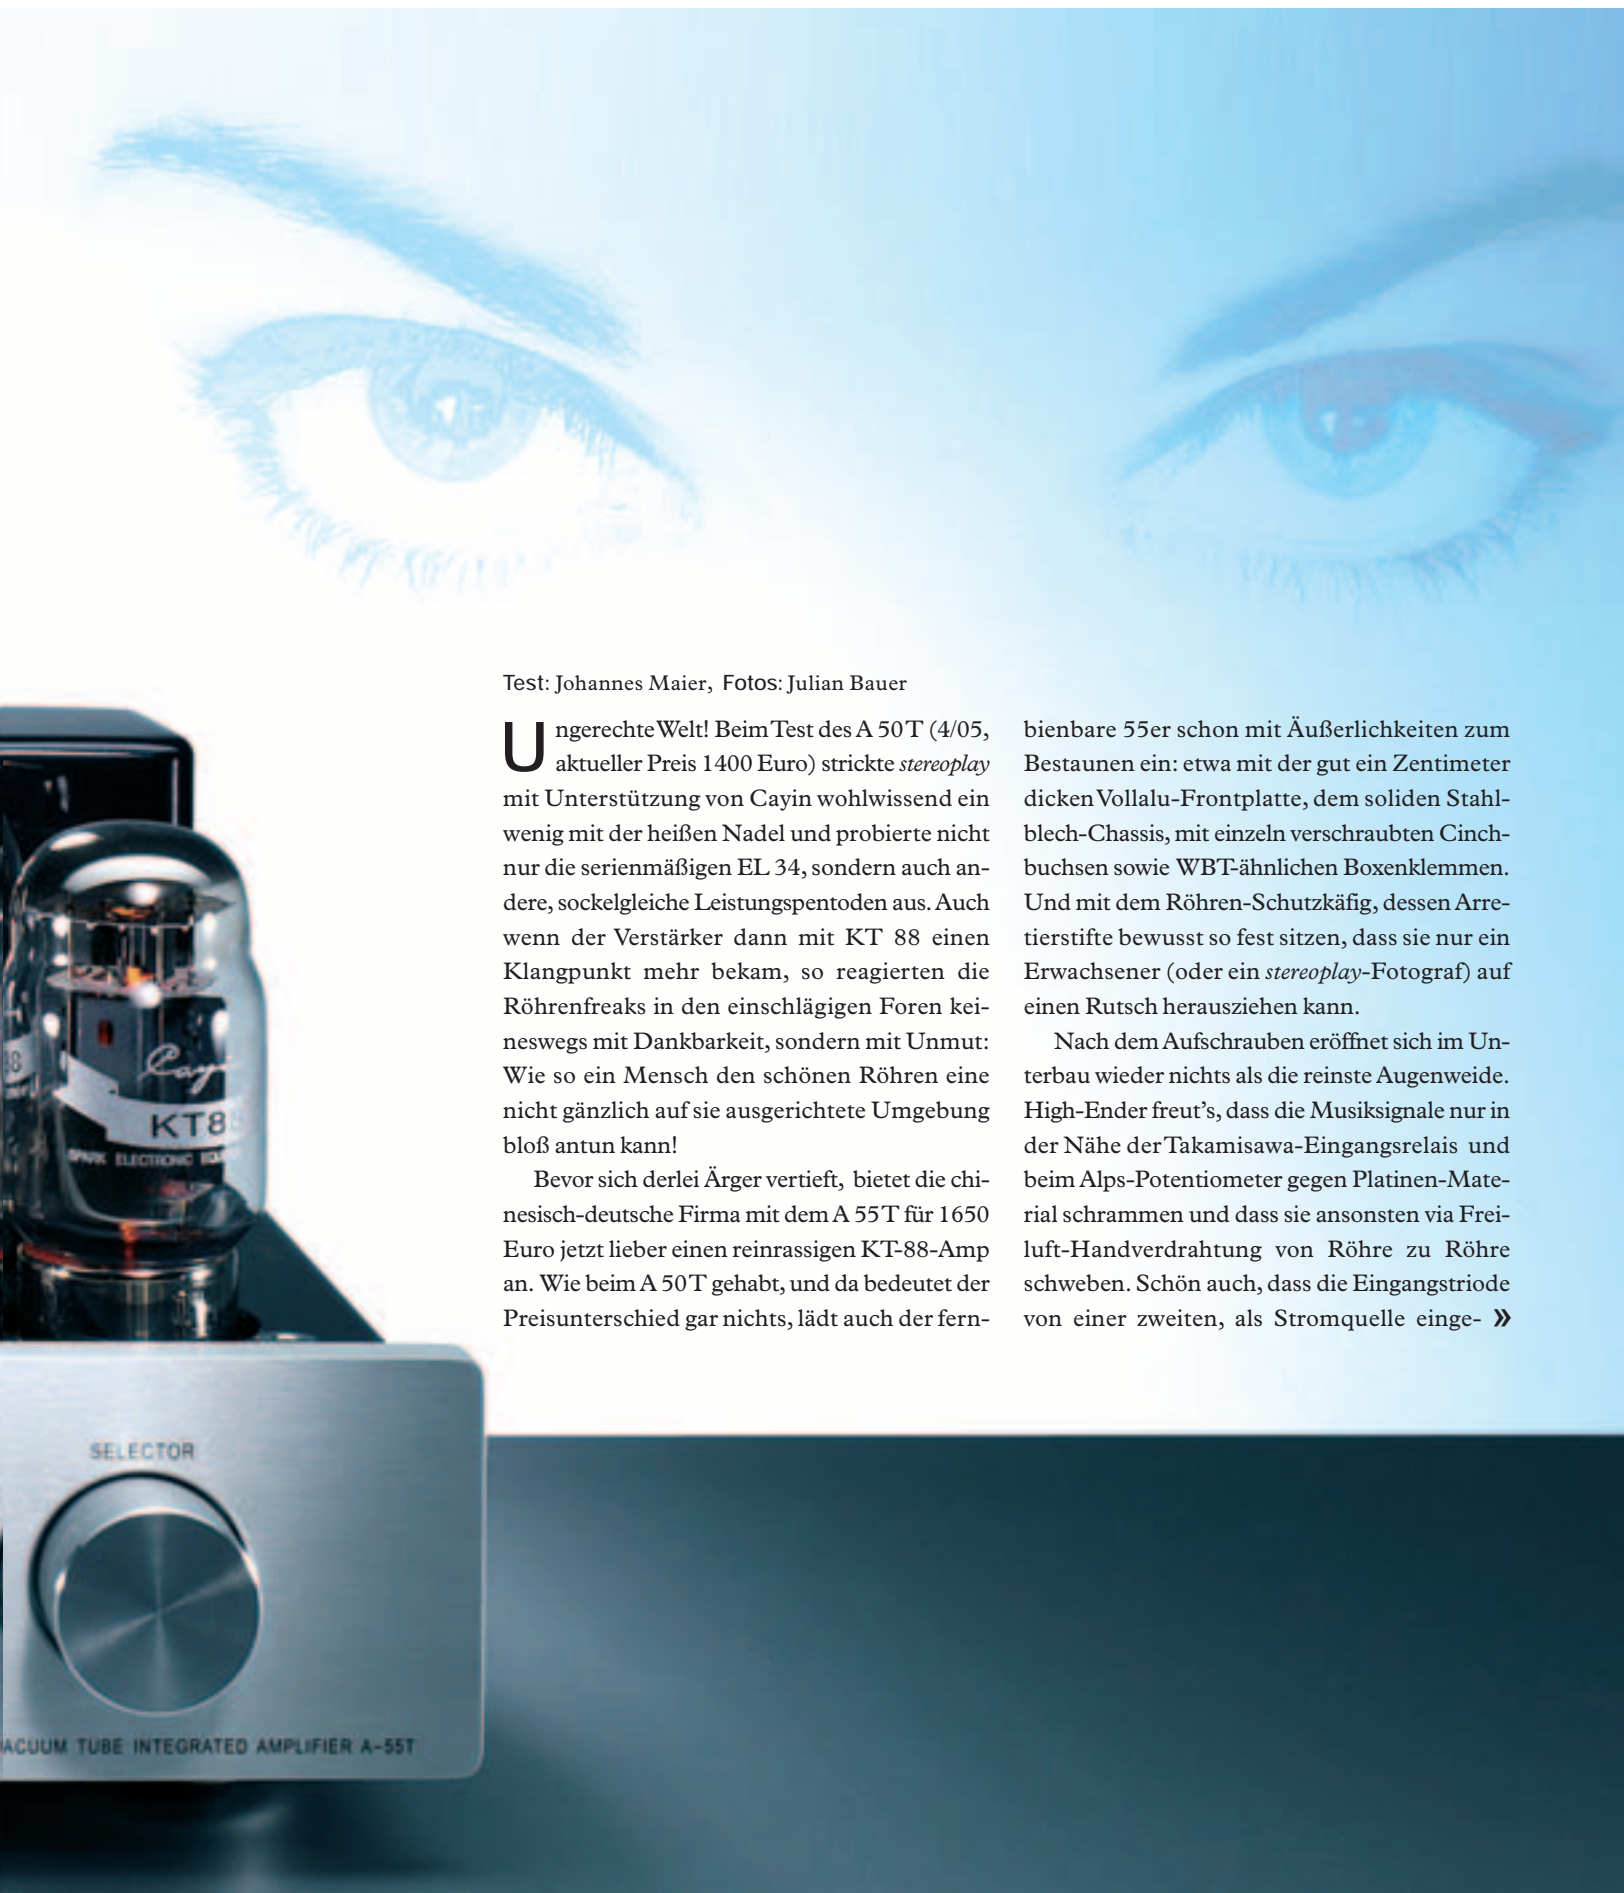 Test: Johannes Maier, Fotos: Julian Bauer
Ungerechte Welt! Beim Test des A 50 T (4/05,
aktueller Preis 1400 Euro) strickte stereoplay
mit Unterstützung von Cayin wohlwissend ein
wenig mit der heißen Nadel und probierte nicht
nur die serienmäßigen EL 34, sondern auch an-
dere, sockelgleiche Leistungspentoden aus. Auch
wenn der Verstärker dann mit KT 88 einen
Klangpunkt mehr bekam, so reagierten die
Röhrenfreaks in den einschlägigen Foren kei-
neswegs mit Dankbarkeit, sondern mit Unmut:
Wie so ein Mensch den schönen Röhren eine
nicht gänzlich auf sie ausgerichtete Umgebung
bloß antun kann!
Bevor sich derlei Ärger vertieft, bietet die chi-
nesisch-deutsche Firma mit dem A 55 T für 1650
Euro jetzt lieber einen reinrassigen KT-88-Amp
an. Wie beim A 50 T gehabt, und da bedeutet der
Preisunterschied gar nichts, lädt auch der fern-
bienbare 55er schon mit Äußerlichkeiten zum
Bestaunen ein: etwa mit der gut ein Zentimeter
dicken Vollalu-Frontplatte, dem soliden Stahl-
blech-Chassis, mit einzeln verschraubten Cinch-
buchsen sowie WBT-ähnlichen Boxenklemmen.
Und mit dem Röhren-Schutzkäfig, dessen Arre-
tierstifte bewusst so fest sitzen, dass sie nur ein
Erwachsener (oder ein stereoplay-Fotograf) auf
einen Rutsch herausziehen kann.
Nach dem Aufschrauben eröffnet sich im Un-
terbau wieder nichts als die reinste Augenweide.
High-Ender freut's, dass die Musiksignale nur in
der Nähe der Takamisawa-Eingangsrelais und
beim Alps-Potentiometer gegen Platinen-Mate-
rial schrammen und dass sie ansonsten via Frei-
luft-Handverdrahtung von Röhre zu Röhre
schweben. Schön auch, dass die Eingangstriode
von einer zweiten, als Stromquelle einge- »
88
Cayi
KT8
SPARK ELECTRONIC EQU
SELECTOR
ACUUM TUBE INTEGRATED AMPLIFIER A-55T